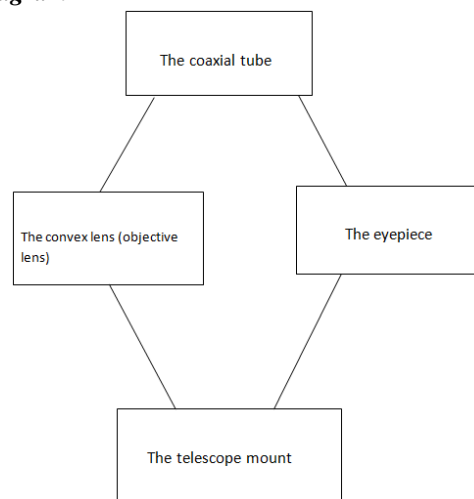 The coaxial tube
The convex lens (objective
lens)
The eyepiece
The telescope mount